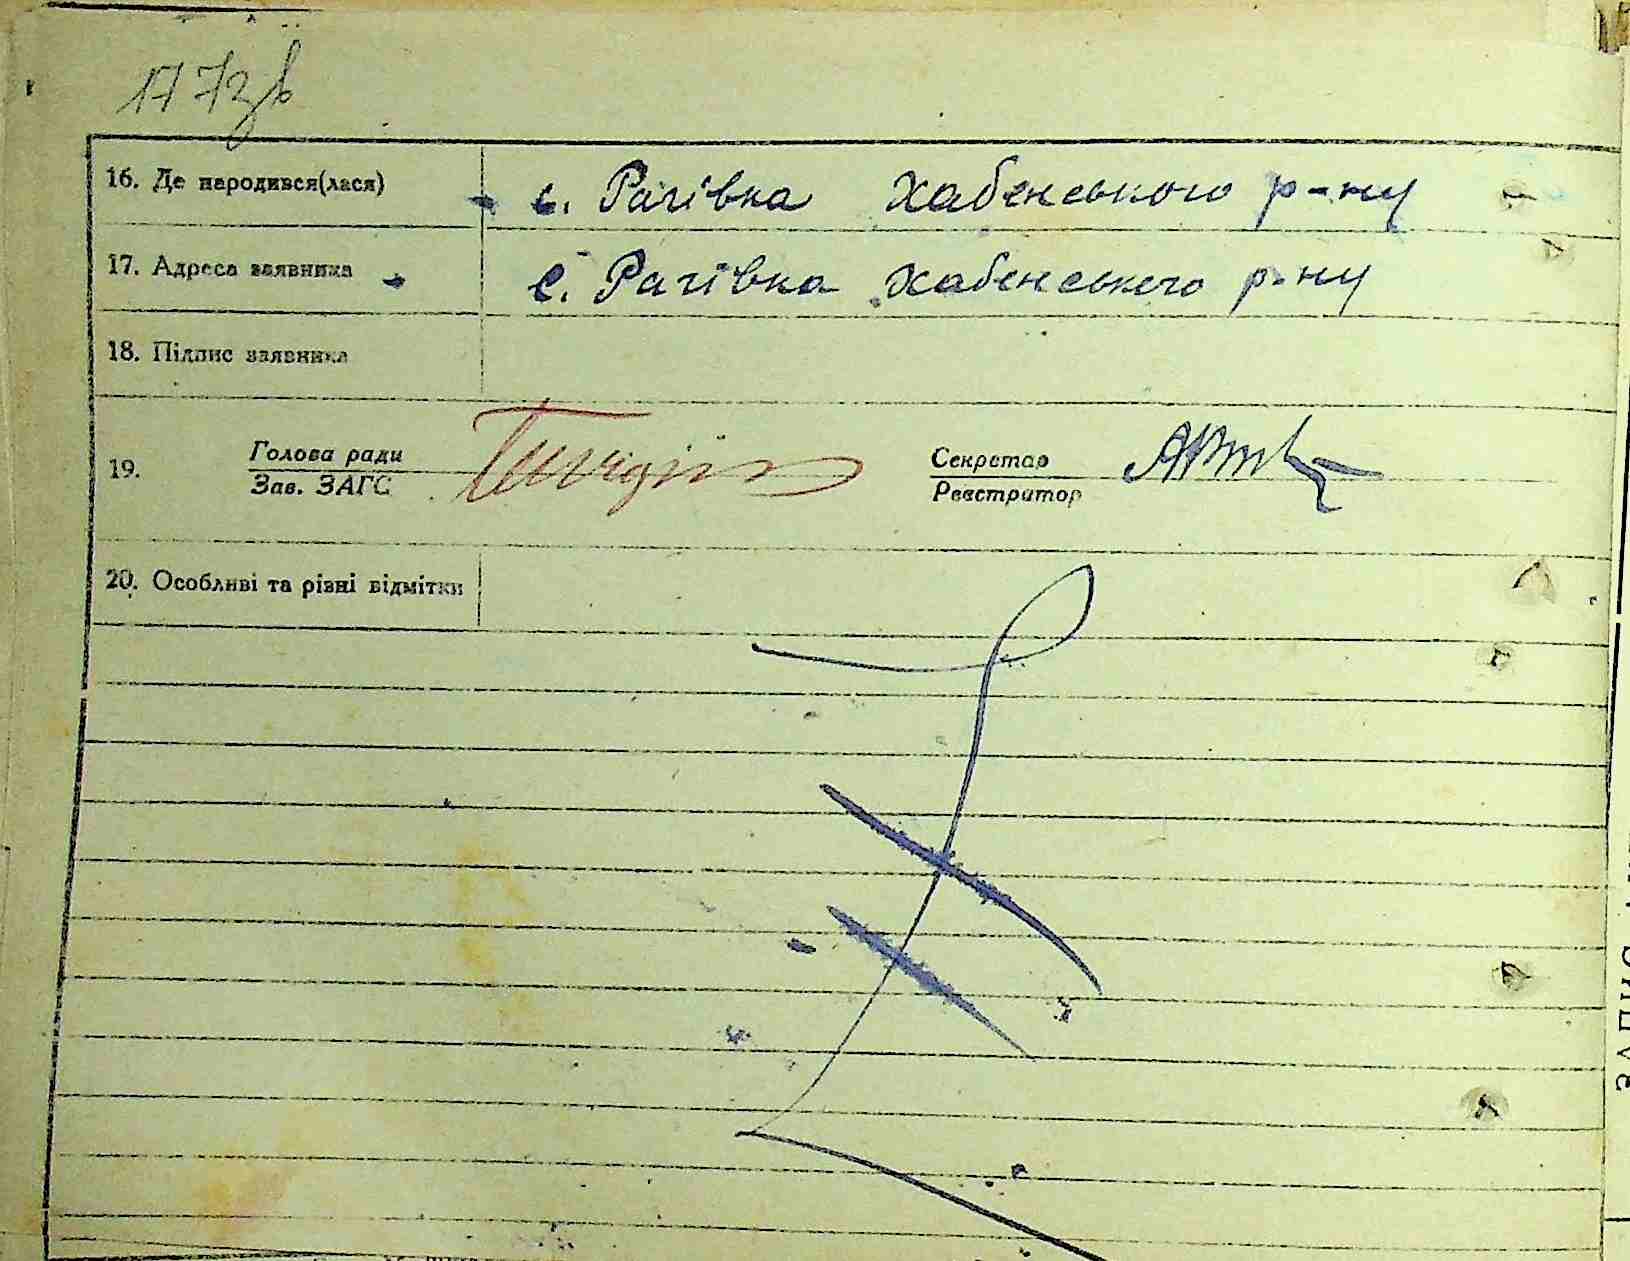 177зв
16. Де народився(лася) с. Рагівка Хабенського р-ну
17. Адреса заявника с. Рагівка Хабенського р-ну
18. Підпис заявника
19. Голова ради Секретар
Зав. ЗАГС Реєстратор
20. Особливі та різні відмітки